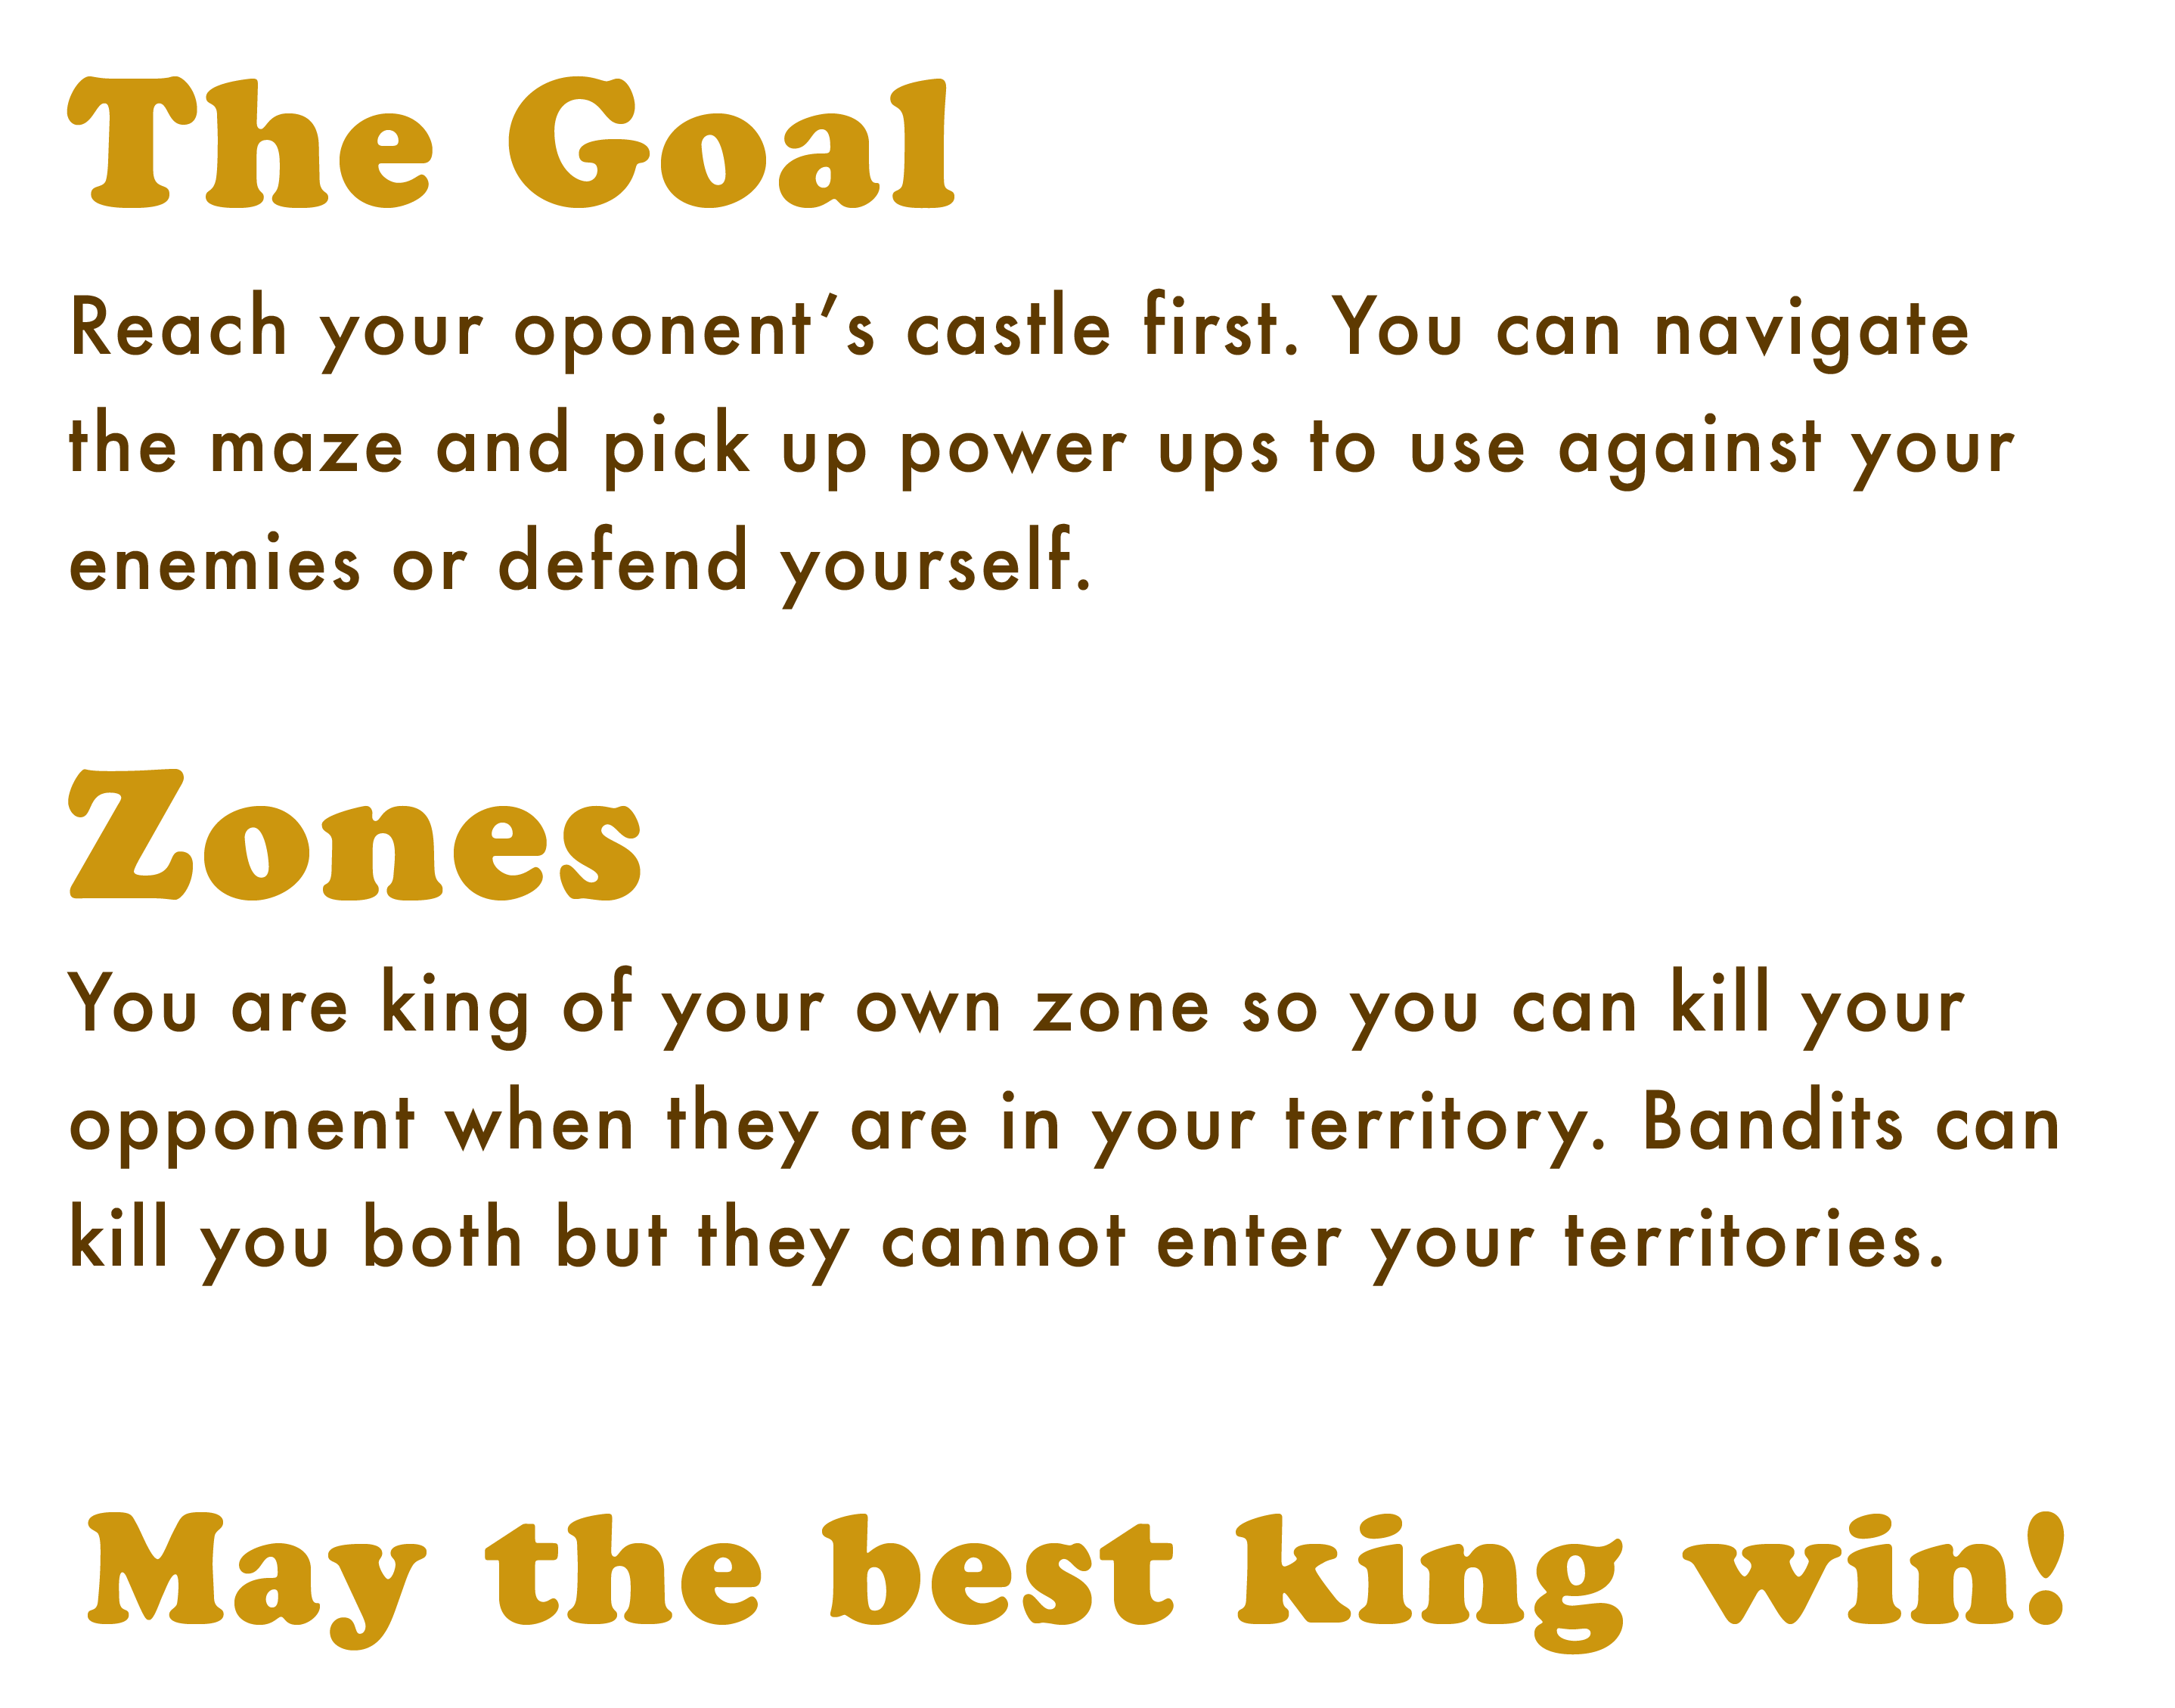 The Goal
Reach your oponent’s castle first. You can navigate
the maze and pick up power ups to use against your
enemies or defend yourself.
Zones
You are king of your own zone so you can kill your
opponent when they are in your territory. Bandits can
kill you both but they cannot enter your territories.
May the best king win!